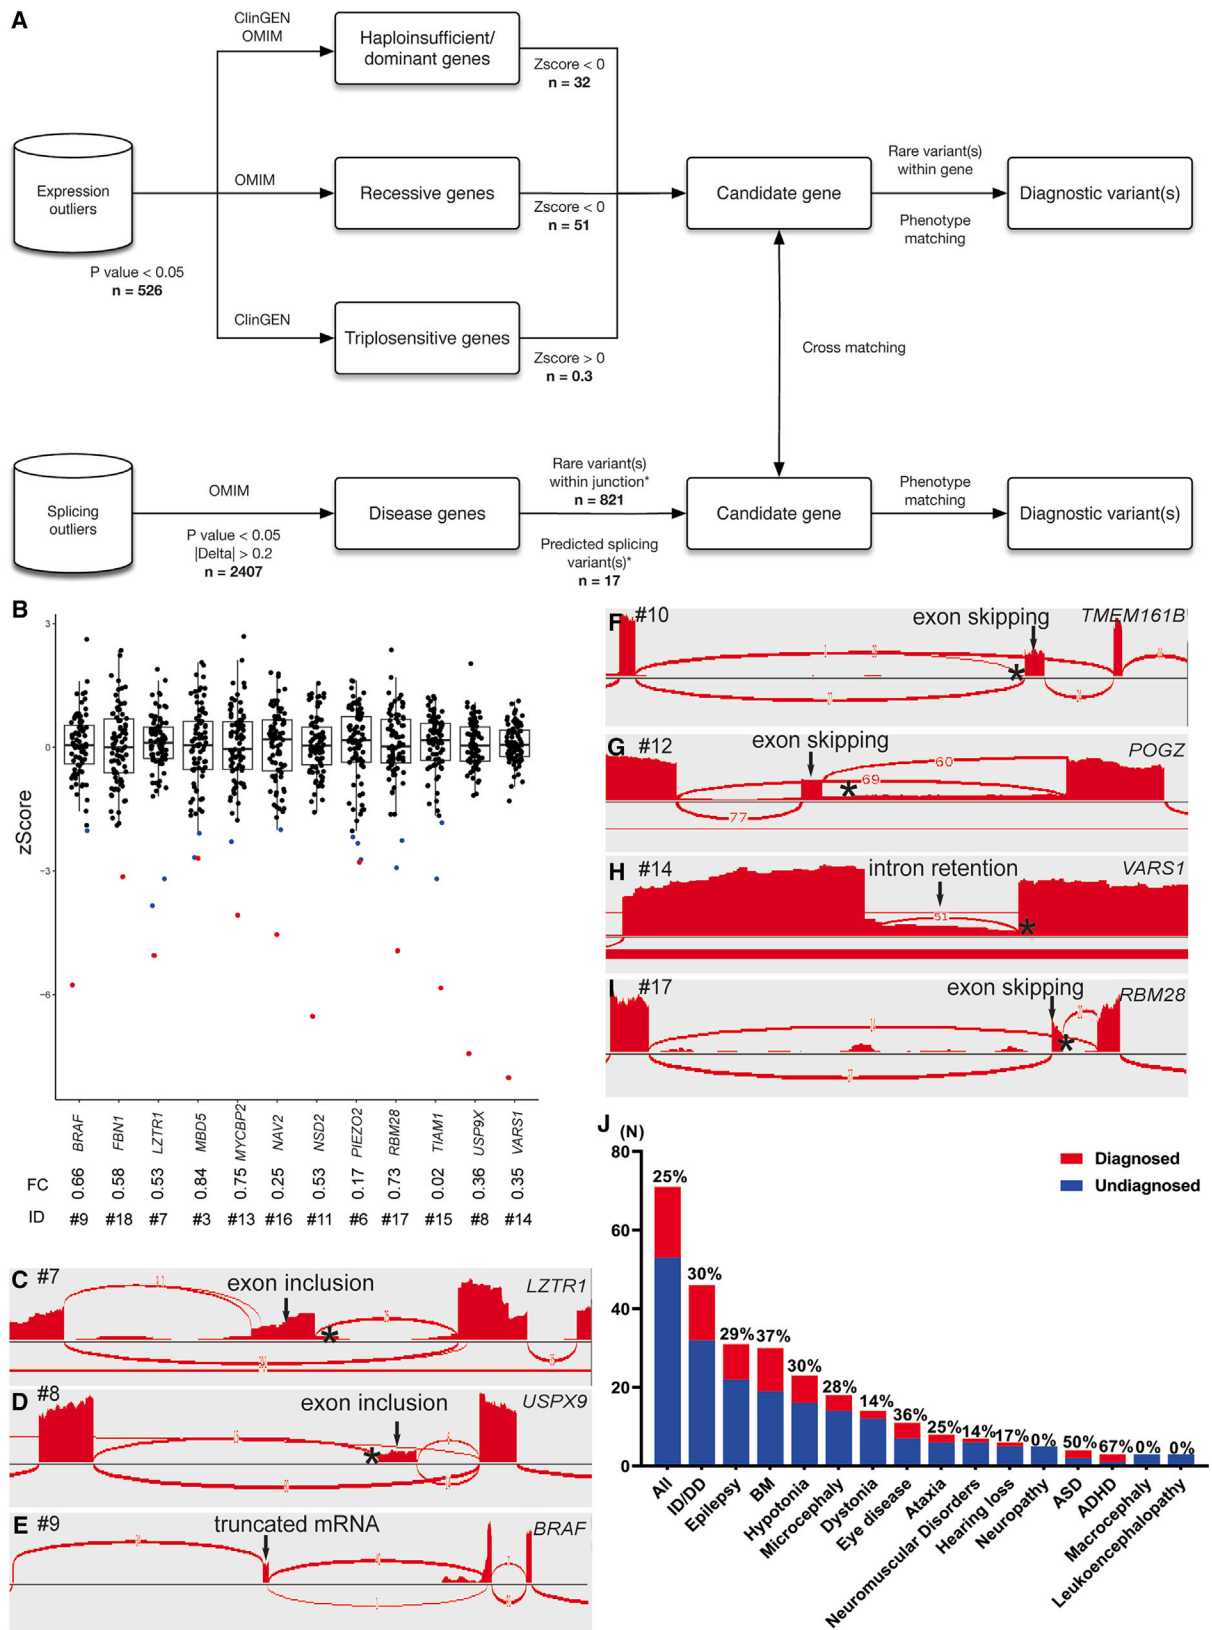 A
ClinGEN
OMIM
Haploinsufficient/
dominant genes
Zscore < 0
n = 32
Expression
outliers
P value < 0.05
n = 526
OMIM
Recessive genes
Zscore < 0
n = 51
ClinGEN
Triplosensitive genes
Zscore > 0
n = 0.3
Candidate gene
Rare variant(s)
within gene
Phenotype
matching
Diagnostic variant(s)
Cross matching
Splicing
outliers
OMIM
P value < 0.05
|Delta| > 0.2
n = 2407
Disease genes
Rare variant(s)
within junction*
n = 821
Predicted splicing
variant(s)*
n = 17
Candidate gene
Phenotype
matching
Diagnostic variant(s)
B
zScore
3
0
−3
−6
BRAF FBN1 LZTR1 MBD5 MYCBP2 NAV2 NSD2 PIEZO2 RBM28 TIAM1 USP9X VARS1
FC 0.66 0.58 0.53 0.84 0.75 0.25 0.53 0.17 0.73 0.02 0.36 0.35
ID #9 #18 #7 #3 #13 #16 #11 #6 #17 #15 #8 #14
C #7 exon inclusion LZTR1
*
D #8 exon inclusion USPX9
*
E #9 truncated mRNA BRAF
F #10 exon skipping TMEM161B
*
G #12 exon skipping POGZ
60
69
*
77
H #14 intron retention VARS1
51
*
I #17 exon skipping RBM28
*
J
(N)
80
60
40
20
0
Diagnosed
Undiagnosed
25% 30% 29% 37% 30% 28% 14% 36% 25% 14% 17% 0% 50% 67% 0% 0%
All
ID/DD
Epilepsy
BM
Hypotonia
Microcephaly
Dystonia
Eye disease
Ataxia
Neuromuscular Disorders
Hearing loss
Neuropathy
ASD
ADHD
Macrocephaly
Leukoencephalopathy